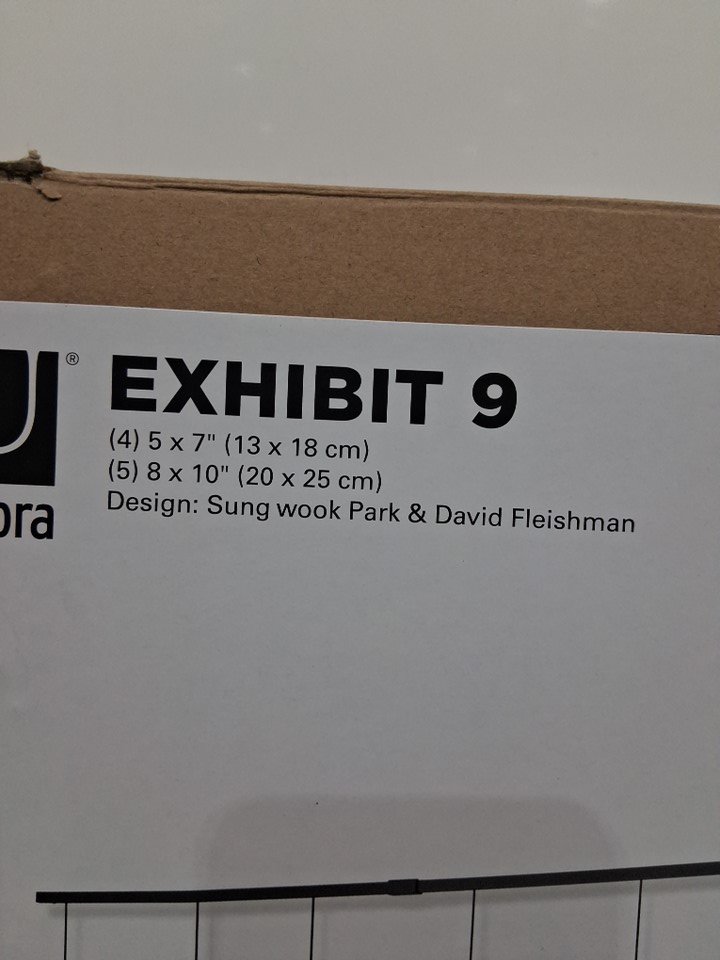 EXHIBIT 9
(4) 5 x 7" (13 x 18 cm)
(5) 8 x 10" (20 x 25 cm)
Design: Sung wook Park & David Fleishman
®
bra